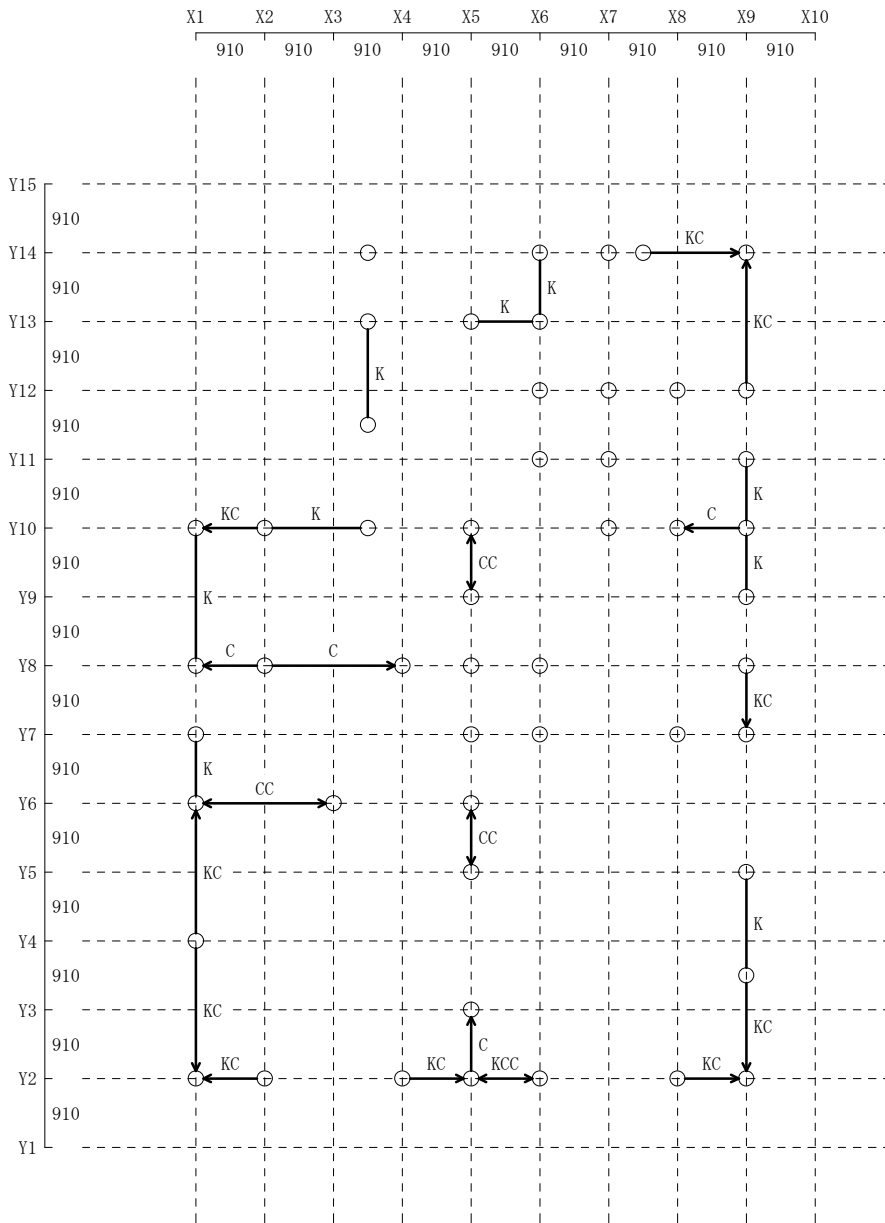 X1 X2 X3 X4 X5 X6 X7 X8 X9 X10
910 910 910 910 910 910 910 910 910
Y15
910
Y14 KC
910 K
Y13 K KC
910 K
Y12
910
Y11
910 K
Y10 KC K C
910 CC K
Y9 K
910
Y8 C C
910 KC
Y7
910 K
Y6 CC
910 CC
Y5 KC
910 K
Y4
910
Y3 KC KC
910 C
Y2 KC KC KCC KC
910
Y1